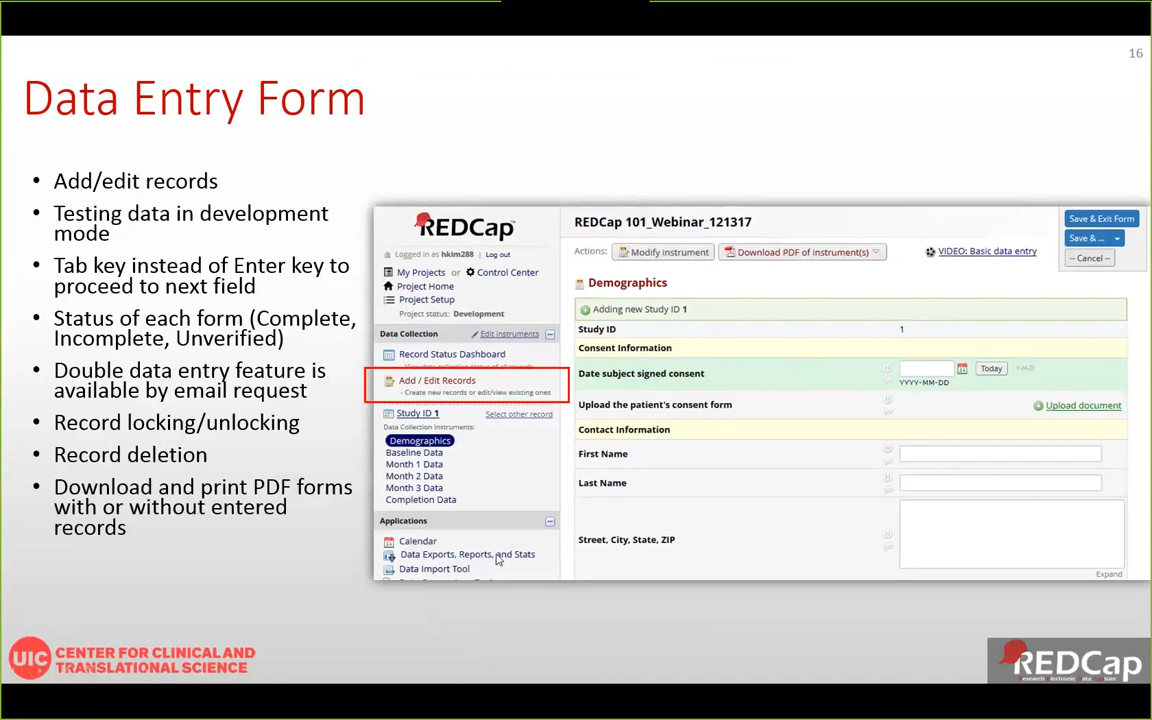 16
Data Entry Form
• Add/edit records
• Testing data in development
mode
• Tab key instead of Enter key to
proceed to next field
• Status of each form (Complete,
Incomplete, Unverified)
• Double data entry feature is
available by email request
• Record locking/unlocking
• Record deletion
• Download and print PDF forms
with or without entered
records
REDCap
Logged in as hkim288 | Log out
My Projects or Control Center
Project Home
Project Setup
Project status: Development
Data Collection Edit instruments
Record Status Dashboard
Add / Edit Records
- Create new records or edit/view existing ones
Study ID 1 Select other record
Data Collection Instruments:
Demographics
Baseline Data
Month 1 Data
Month 2 Data
Month 3 Data
Completion Data
Applications
Calendar
Data Exports, Reports, and Stats
Data Import Tool
REDCap 101_Webinar_121317
Actions: Modify instrument Download PDF of instrument(s) VIDEO: Basic data entry
Save & Exit Form
Save & ...
-- Cancel --
Demographics
Adding new Study ID 1
Study ID 1
Consent Information
Date subject signed consent Today Y-M-D
YYYY-MM-DD
Upload the patient's consent form Upload document
Contact Information
First Name
Last Name
Street, City, State, ZIP
Expand
UIC CENTER FOR CLINICAL AND
TRANSLATIONAL SCIENCE
REDCap